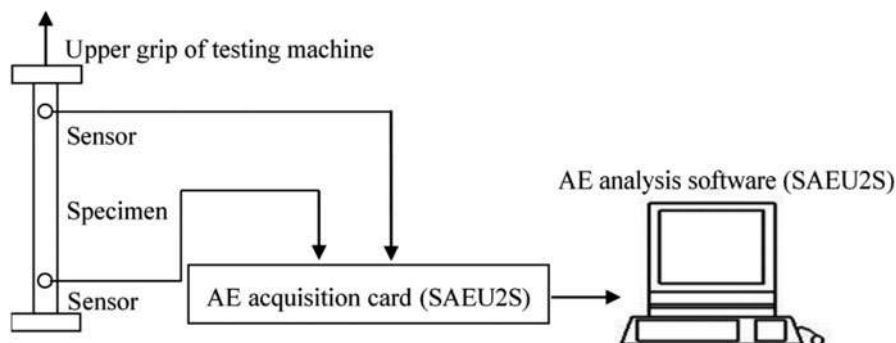 Upper grip of testing machine
Sensor
Specimen
Sensor
AE acquisition card (SAEU2S)
AE analysis software (SAEU2S)